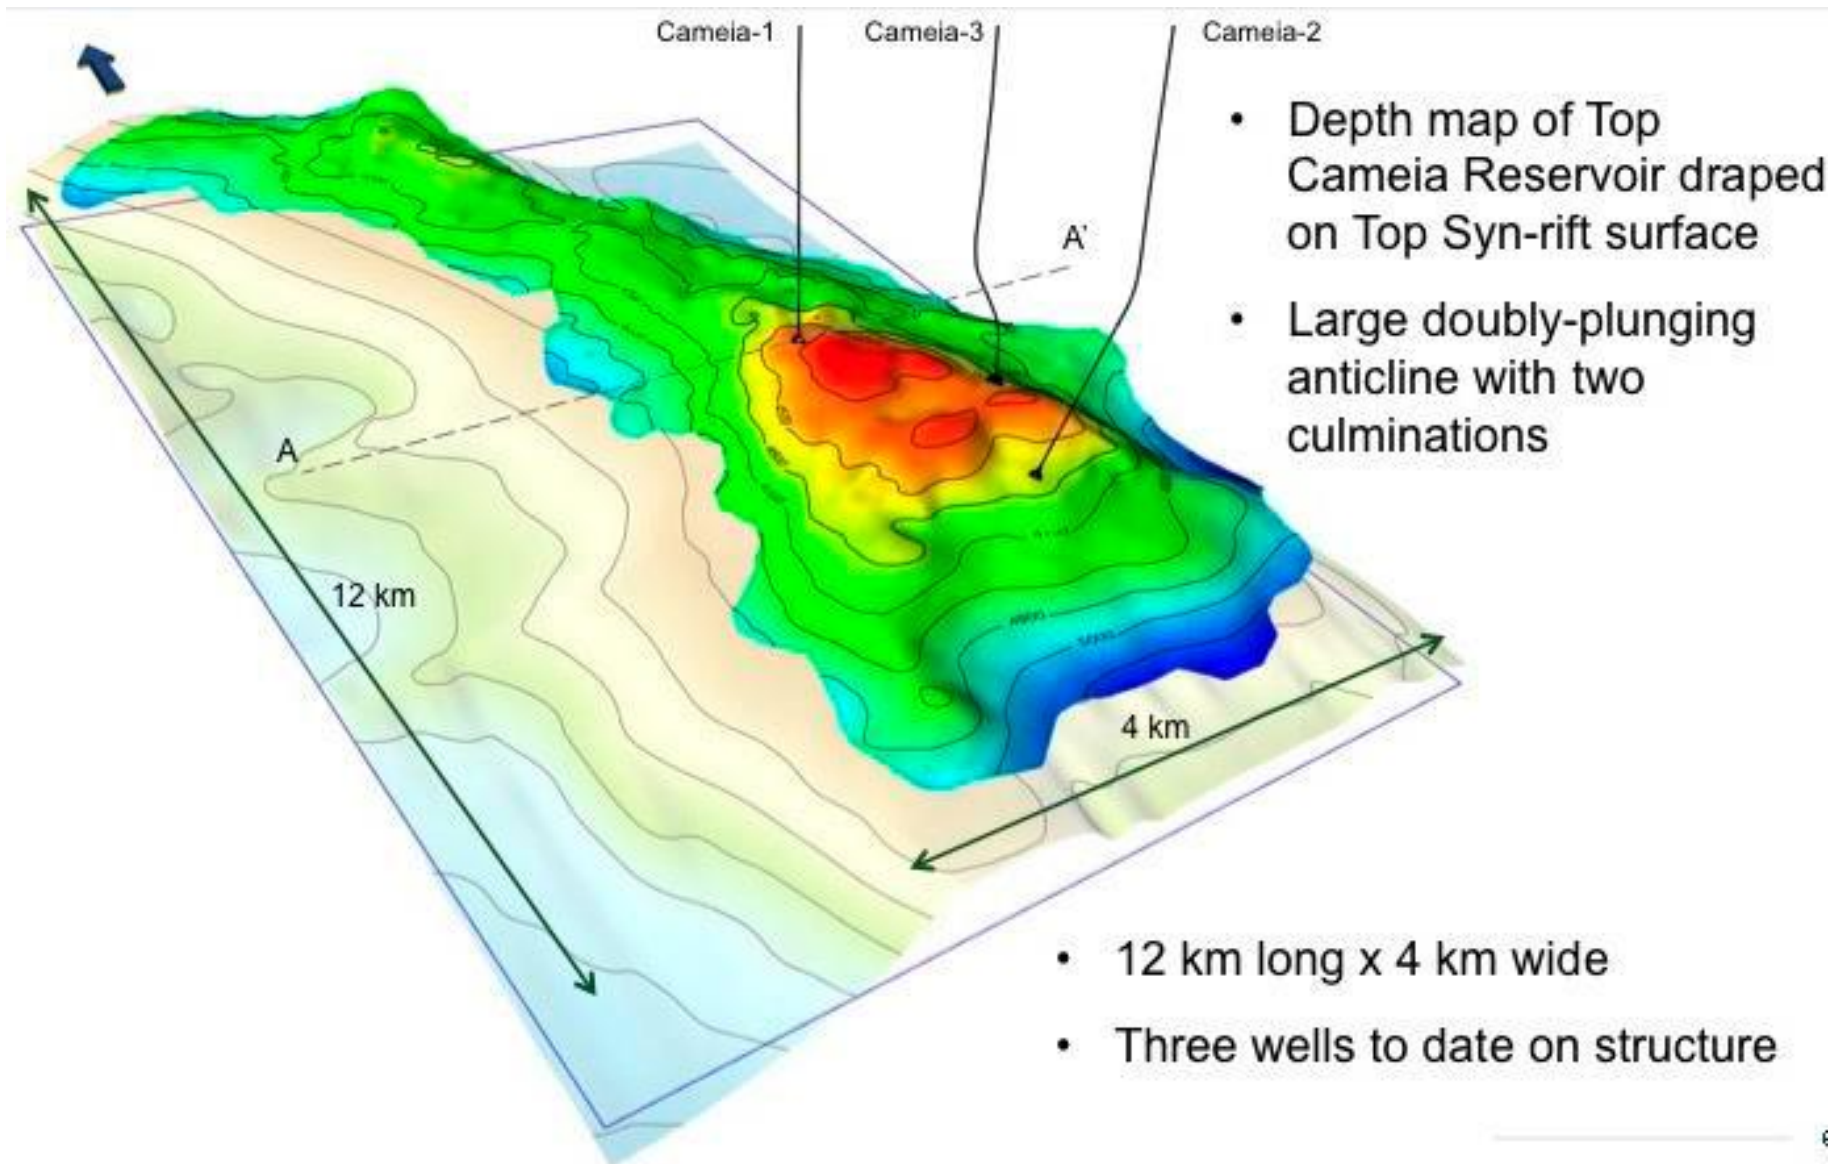 Cameia-1
Cameia-3
Cameia-2
• Depth map of Top
Cameia Reservoir draped
on Top Syn-rift surface
A'
• Large doubly-plunging
anticline with two
culminations
A
12 km
4900
5000
4 km
• 12 km long x 4 km wide
• Three wells to date on structure